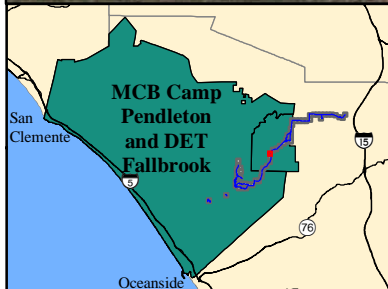 MCB Camp
Pendleton
and DET
Fallbrook
San
Clemente
15
5
76
Oceanside